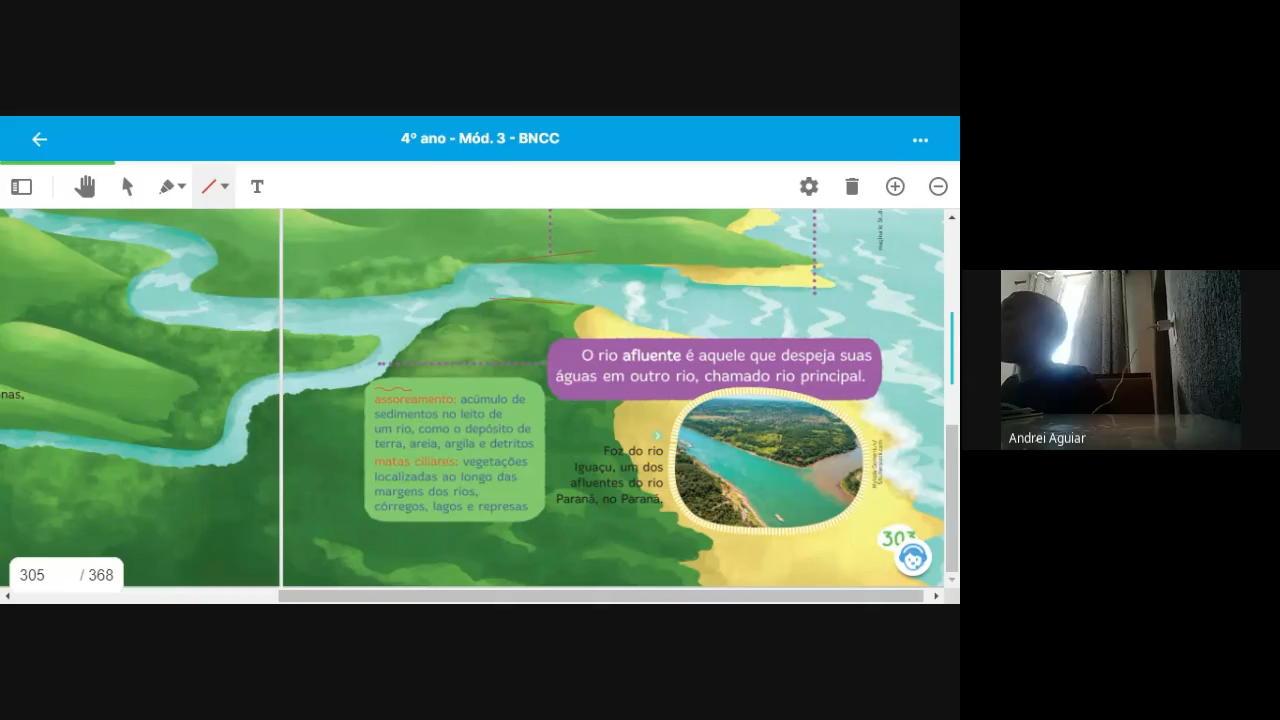 4º ano - Mód. 3 - BNCC
T
nas,
O rio afluente é aquele que despeja suas
águas em outro rio, chamado rio principal.
assoreamento: acúmulo de
sedimentos no leito de
um rio, como o depósito de
terra, areia, argila e detritos
matas ciliares: vegetações
localizadas ao longo das
margens dos rios,
córregos, lagos e represas
Foz do rio
Iguaçu, um dos
afluentes do rio
Paraná, no Paraná.
303
305 / 368
Andrei Aguiar